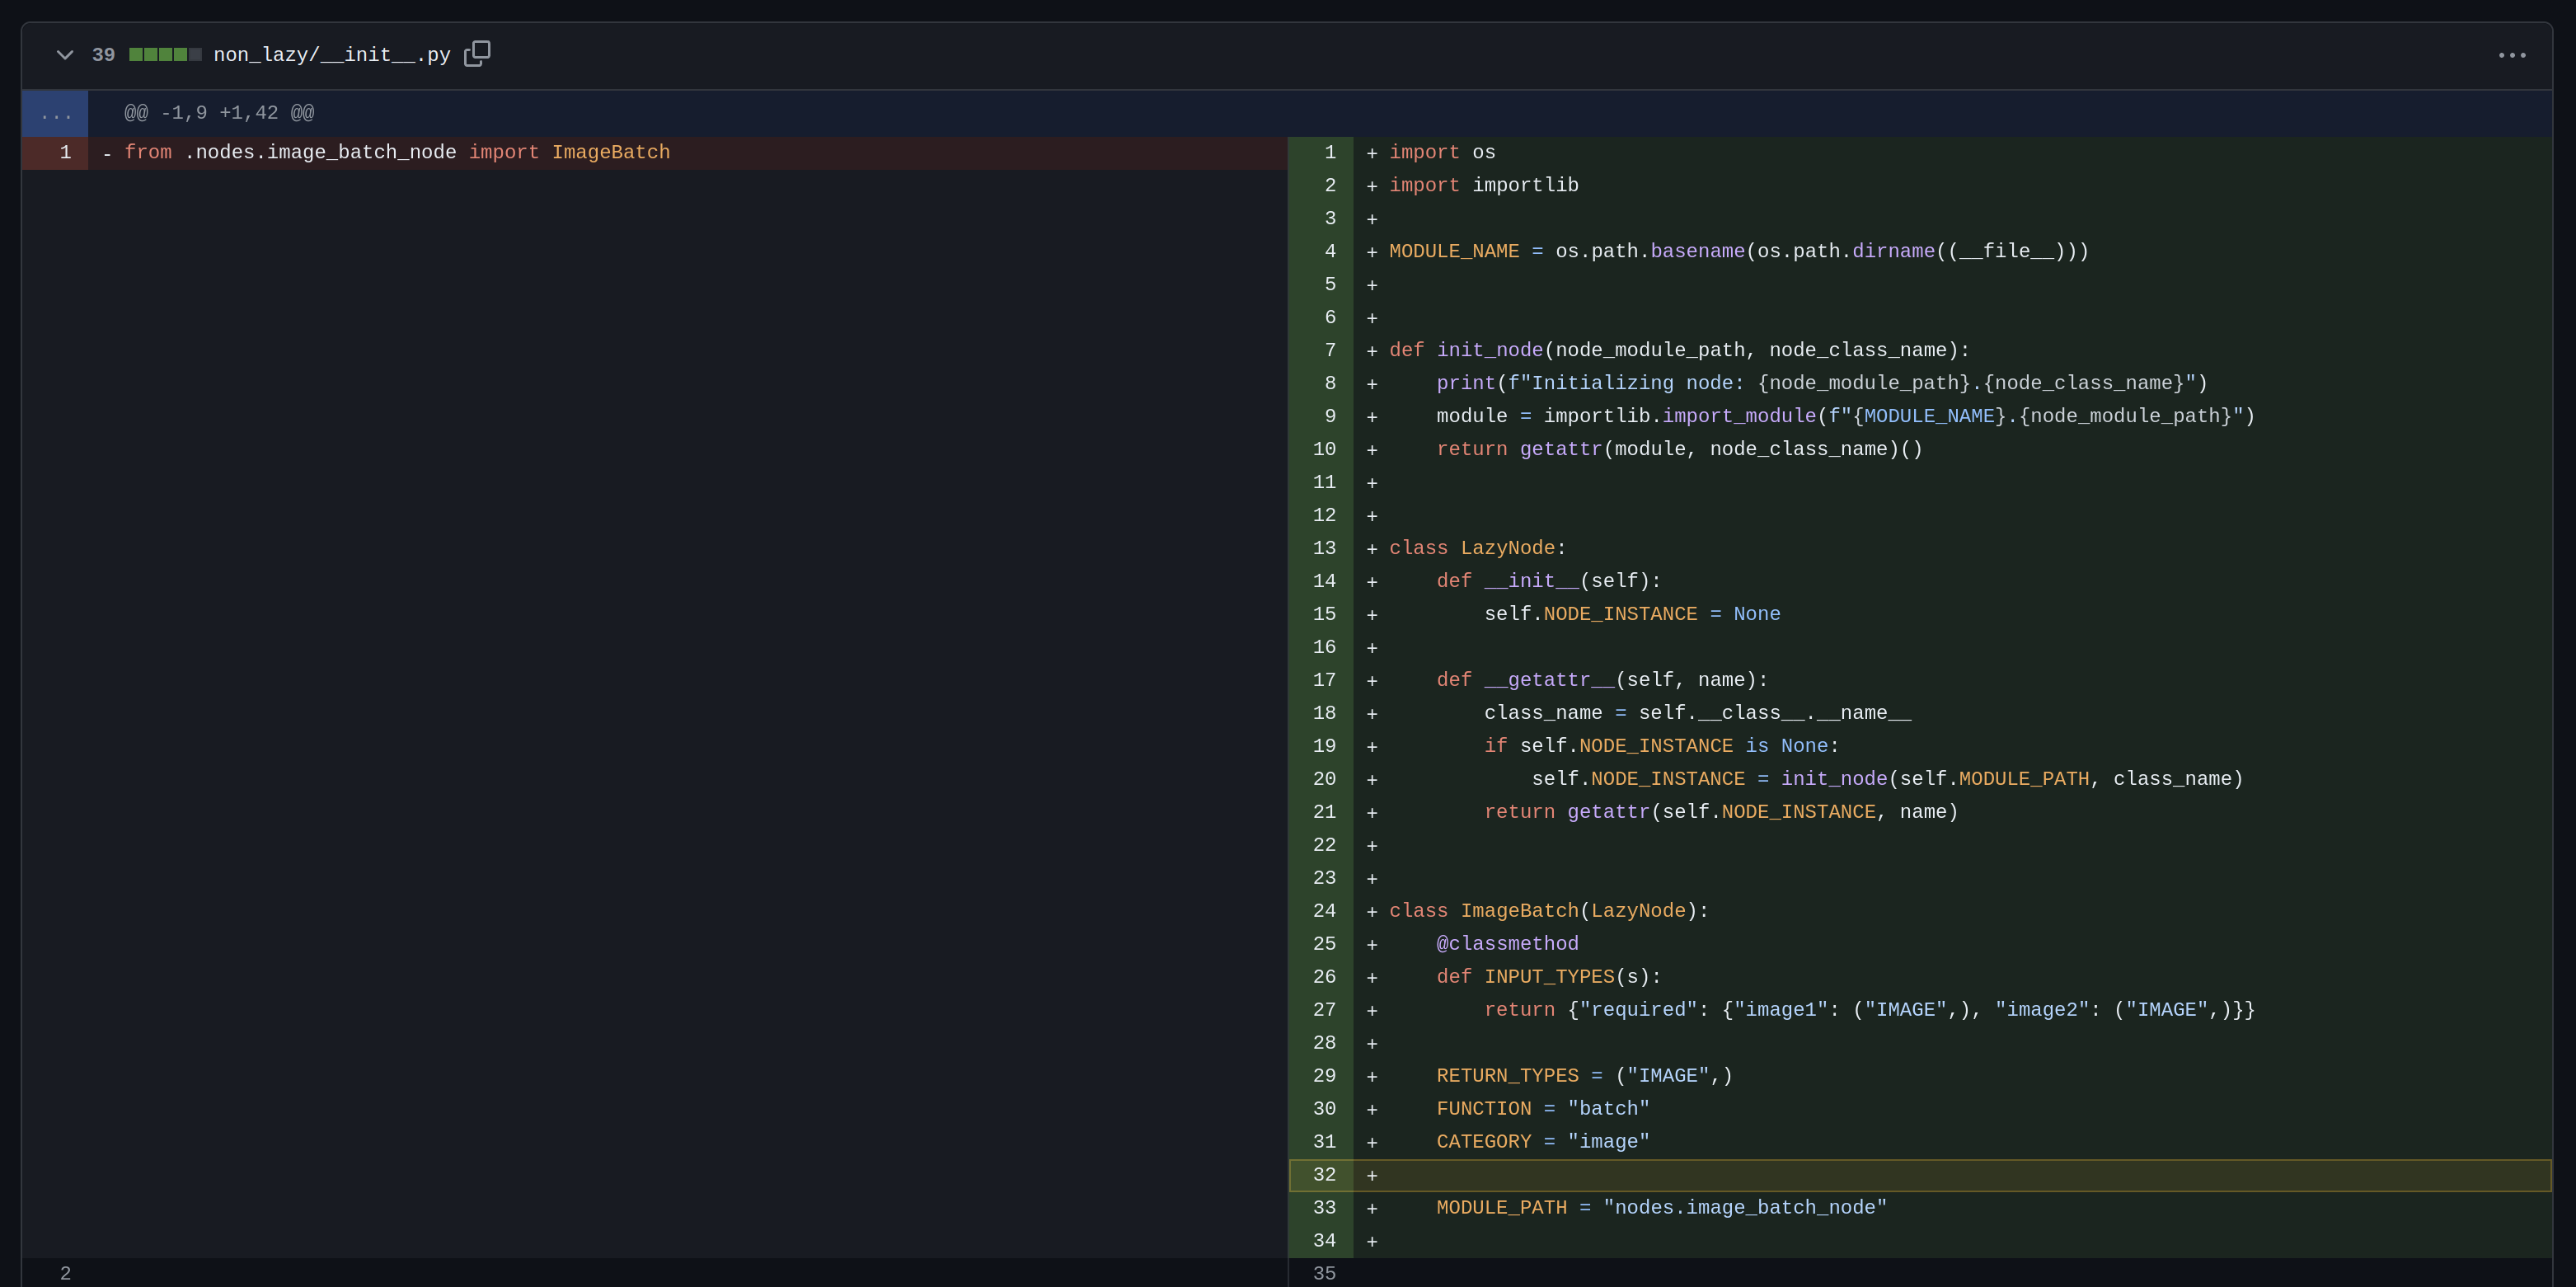 39 non_lazy/__init__.py
... @@ -1,9 +1,42 @@
1 - from .nodes.image_batch_node import ImageBatch
1 + import os
2 + import importlib
3 +
4 + MODULE_NAME = os.path.basename(os.path.dirname((__file__)))
5 +
6 +
7 + def init_node(node_module_path, node_class_name):
8 +     print(f"Initializing node: {node_module_path}.{node_class_name}")
9 +     module = importlib.import_module(f"{MODULE_NAME}.{node_module_path}")
10 +     return getattr(module, node_class_name)()
11 +
12 +
13 + class LazyNode:
14 +     def __init__(self):
15 +         self.NODE_INSTANCE = None
16 +
17 +     def __getattr__(self, name):
18 +         class_name = self.__class__.__name__
19 +         if self.NODE_INSTANCE is None:
20 +             self.NODE_INSTANCE = init_node(self.MODULE_PATH, class_name)
21 +         return getattr(self.NODE_INSTANCE, name)
22 +
23 +
24 + class ImageBatch(LazyNode):
25 +     @classmethod
26 +     def INPUT_TYPES(s):
27 +         return {"required": {"image1": ("IMAGE",), "image2": ("IMAGE",)}}
28 +
29 +     RETURN_TYPES = ("IMAGE",)
30 +     FUNCTION = "batch"
31 +     CATEGORY = "image"
32 +
33 +     MODULE_PATH = "nodes.image_batch_node"
34 +
2 35